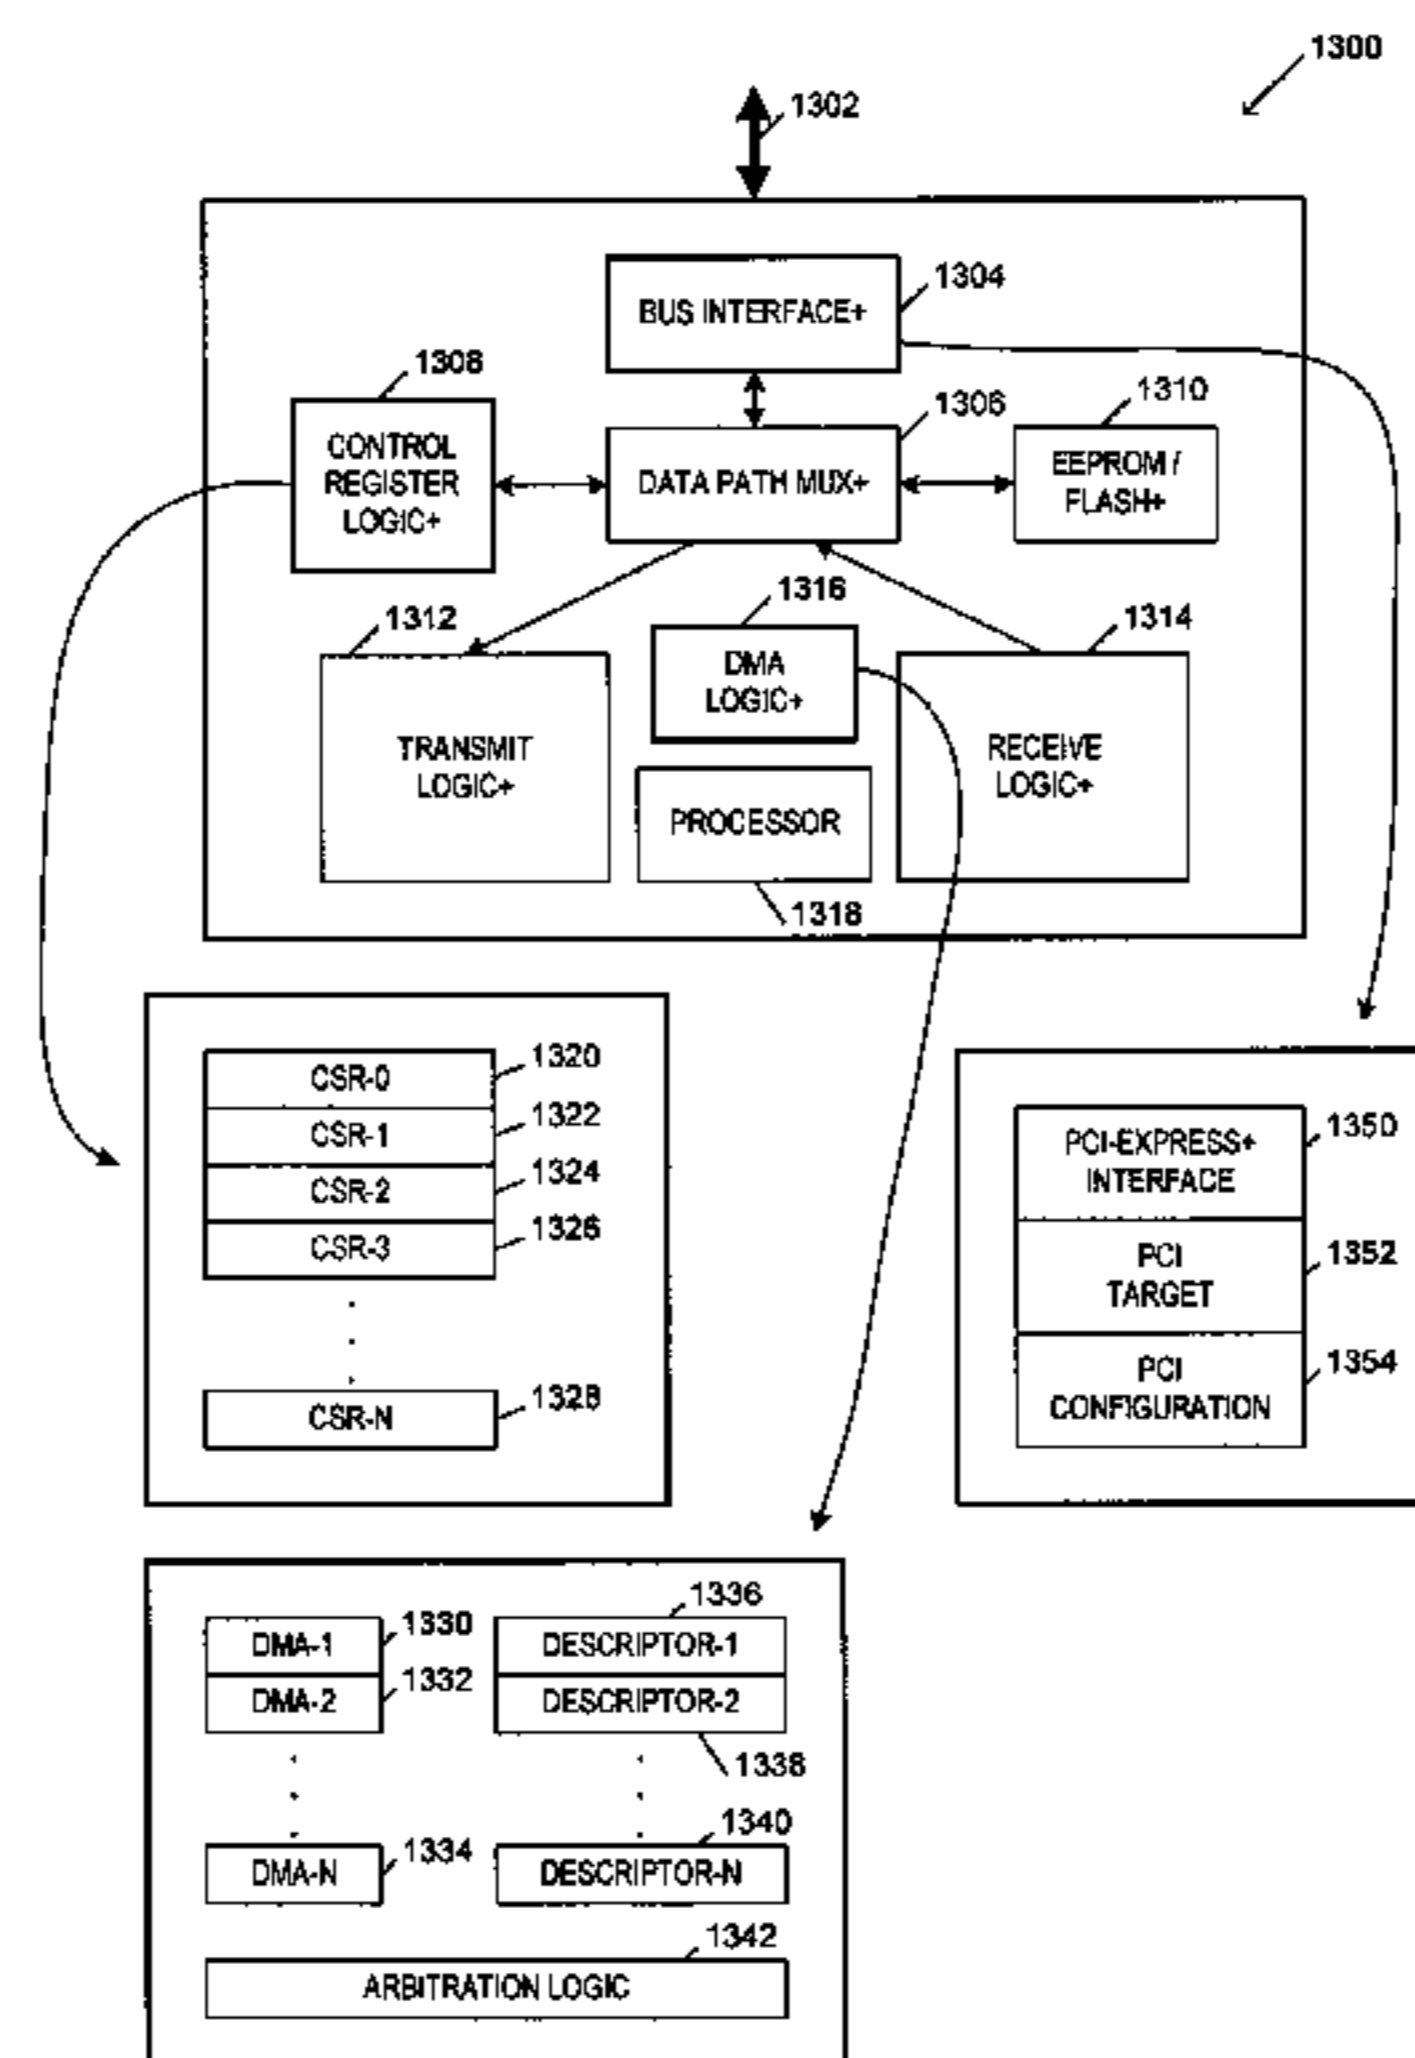 1300
1302
1304
BUS INTERFACE+
1308
1306
1310
CONTROL
REGISTER
LOGIC+
DATA PATH MUX+
EEPROM /
FLASH+
1312
1316
1314
DMA
LOGIC+
TRANSMIT
LOGIC+
RECEIVE
LOGIC+
PROCESSOR
1318
CSR-0
1320
CSR-1
1322
CSR-2
1324
CSR-3
1326
CSR-N
1328
PCI-EXPRESS+
INTERFACE
1350
PCI
TARGET
1352
PCI
CONFIGURATION
1354
1336
DMA-1
1330
DESCRIPTOR-1
DMA-2
1332
DESCRIPTOR-2
1338
1340
DMA-N
1334
DESCRIPTOR-N
1342
ARBITRATION LOGIC